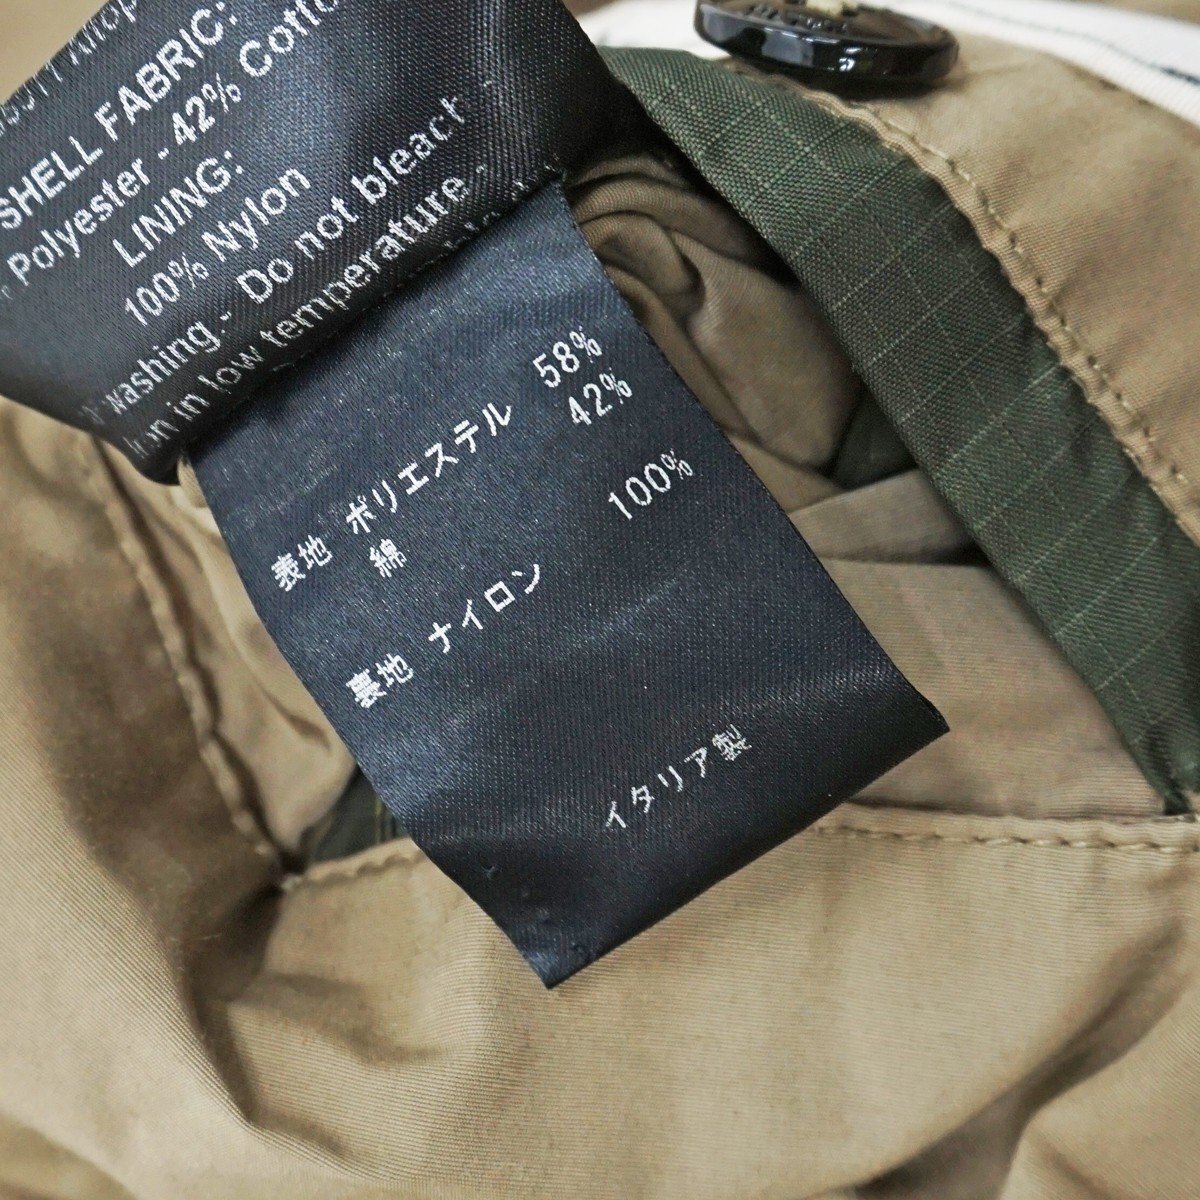 SHELL FABRIC:
Polyester - 42% Cotto
LINING:
100% Nylon
washing.- Do not bleach
in low temperature -
表地 ポリエステル 58%
綿 42%
裏地 ナイロン 100%
イタリア製